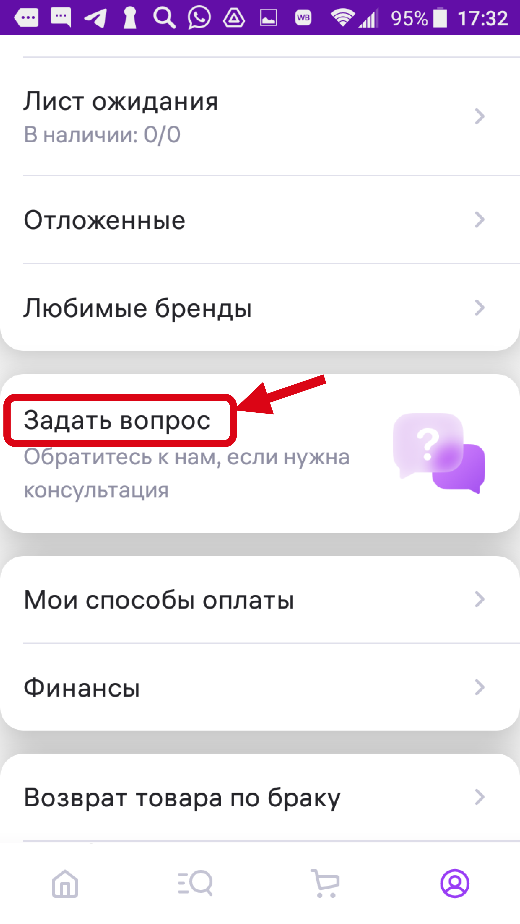 WB 95% 17:32
Лист ожидания
В наличии: 0/0
Отложенные
Любимые бренды
Задать вопрос
?
Обратитесь к нам, если нужна
консультация
Мои способы оплаты
Финансы
Возврат товара по браку